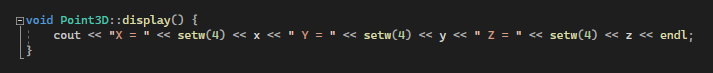 void Point3D::display() {
    cout << "X = " << setw(4) << x << " Y = " << setw(4) << y << " Z = " << setw(4) << z << endl;
}